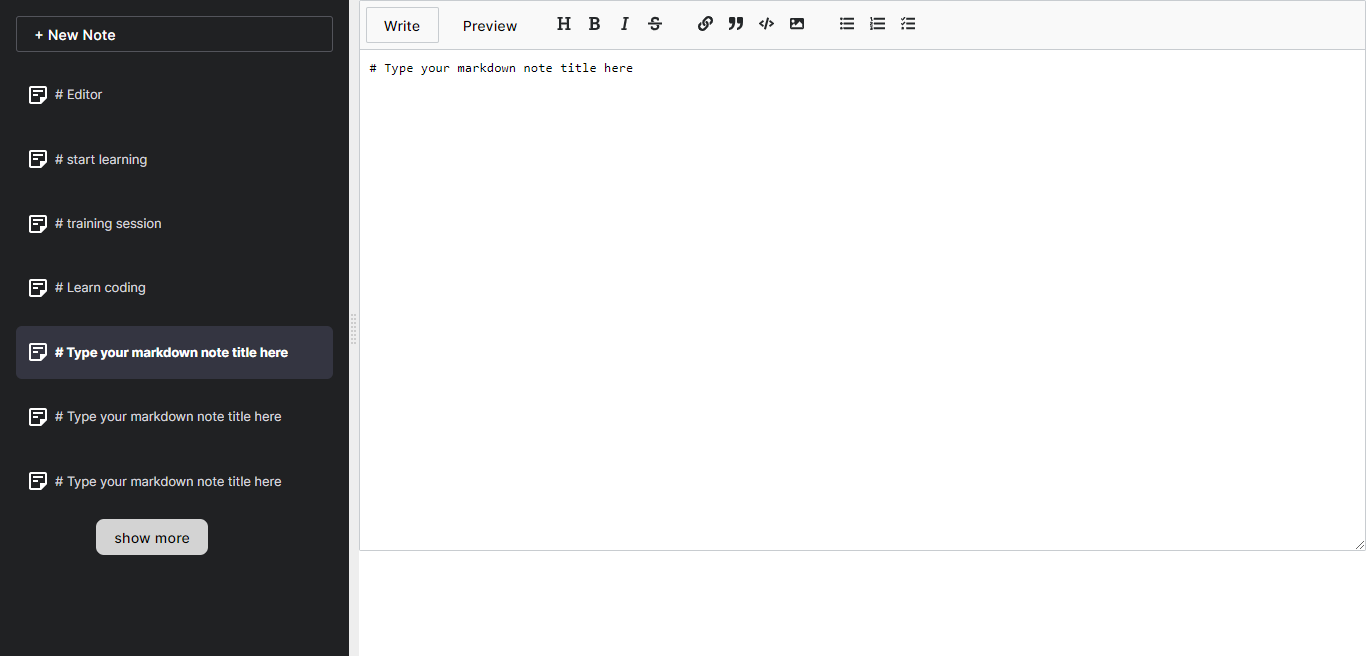 + New Note
# Editor
# start learning
# training session
# Learn coding
# Type your markdown note title here
# Type your markdown note title here
# Type your markdown note title here
show more
Write Preview H B I S
# Type your markdown note title here